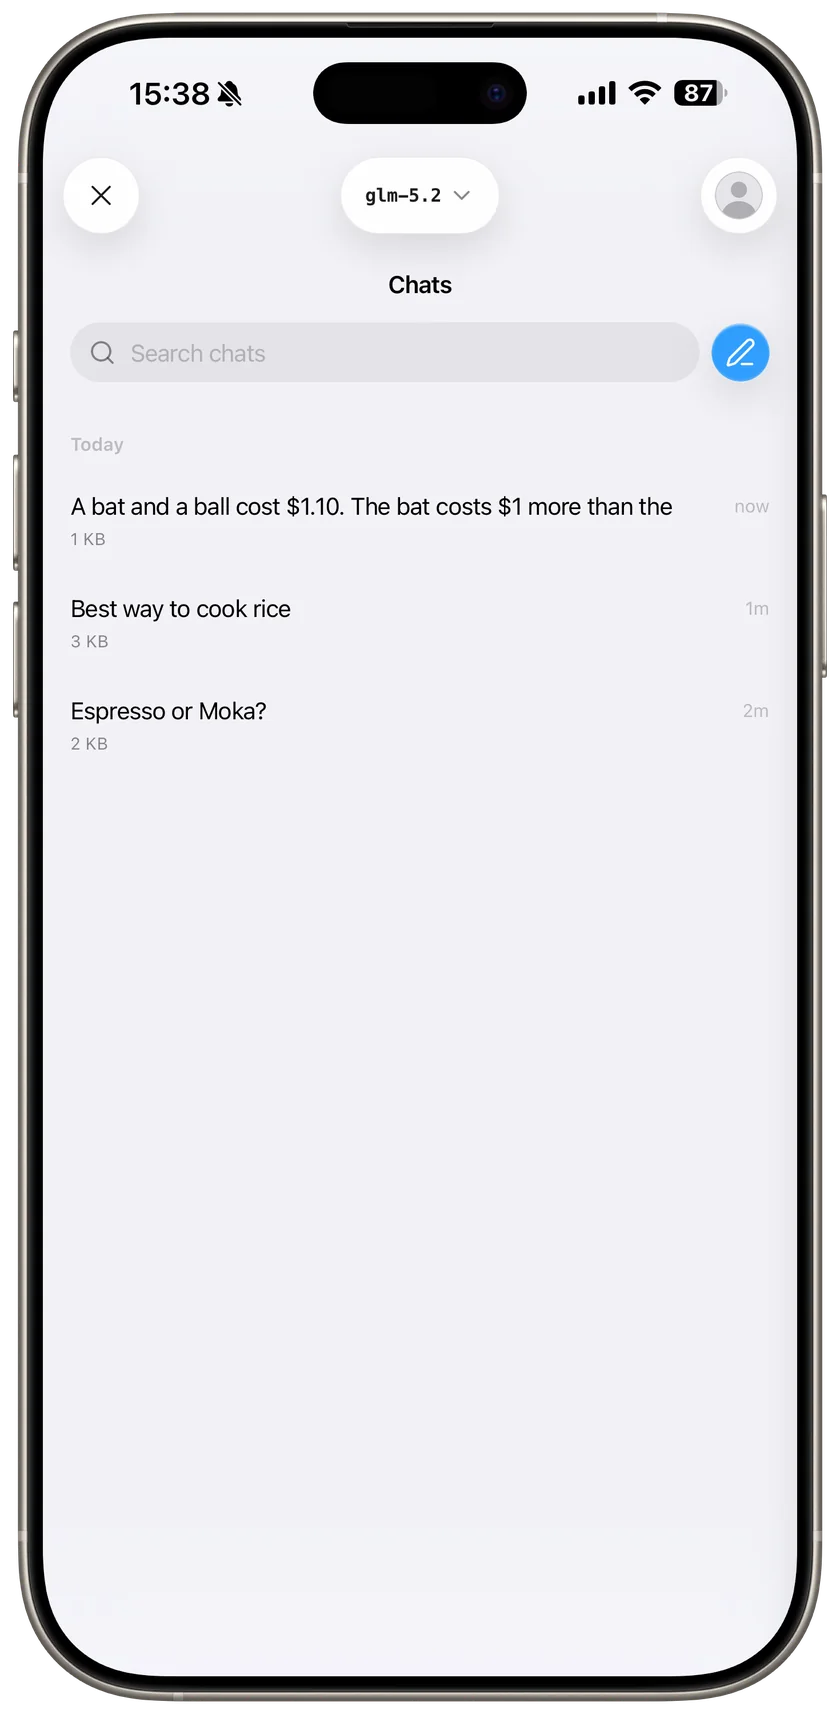 15:38
87
glm-5.2
Chats
Search chats
Today
A bat and a ball cost $1.10. The bat costs $1 more than the
now
1 KB
Best way to cook rice
1m
3 KB
Espresso or Moka?
2m
2 KB